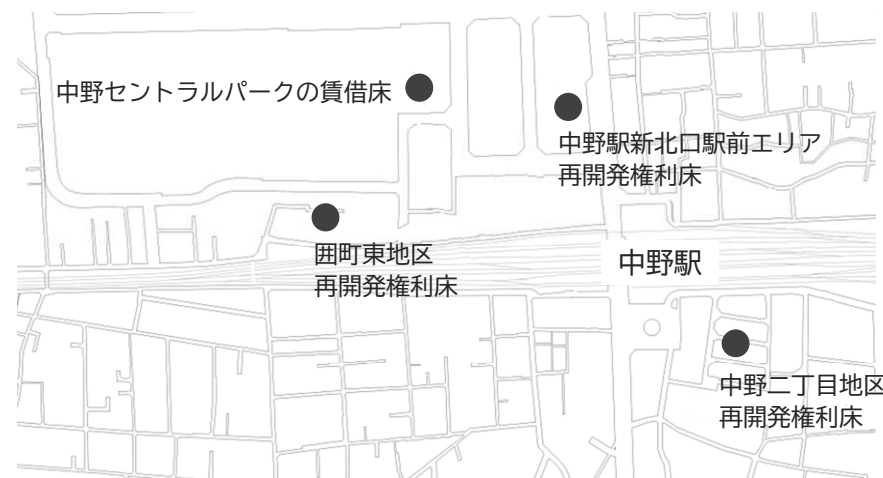 中野セントラルパークの賃借床
中野駅新北口駅前エリア
再開発権利床
囲町東地区
再開発権利床
中野駅
中野二丁目地区
再開発権利床